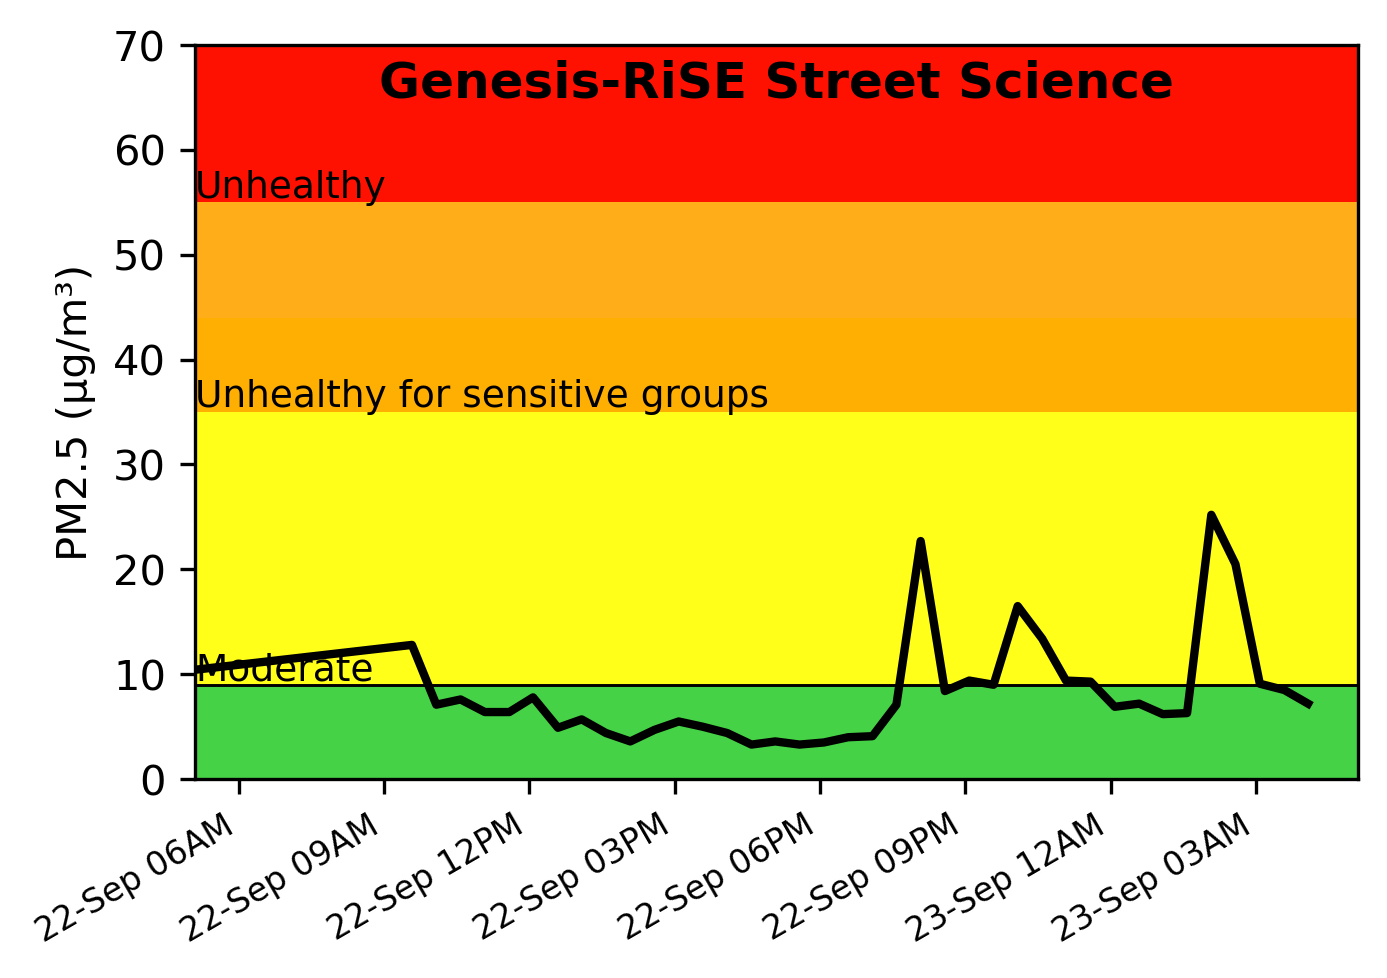 Genesis-RiSE Street Science
PM2.5 (µg/m³)
70
60
50
40
30
20
10
0
Unhealthy
Unhealthy for sensitive groups
Moderate
22-Sep 06AM
22-Sep 09AM
22-Sep 12PM
22-Sep 03PM
22-Sep 06PM
22-Sep 09PM
23-Sep 12AM
23-Sep 03AM